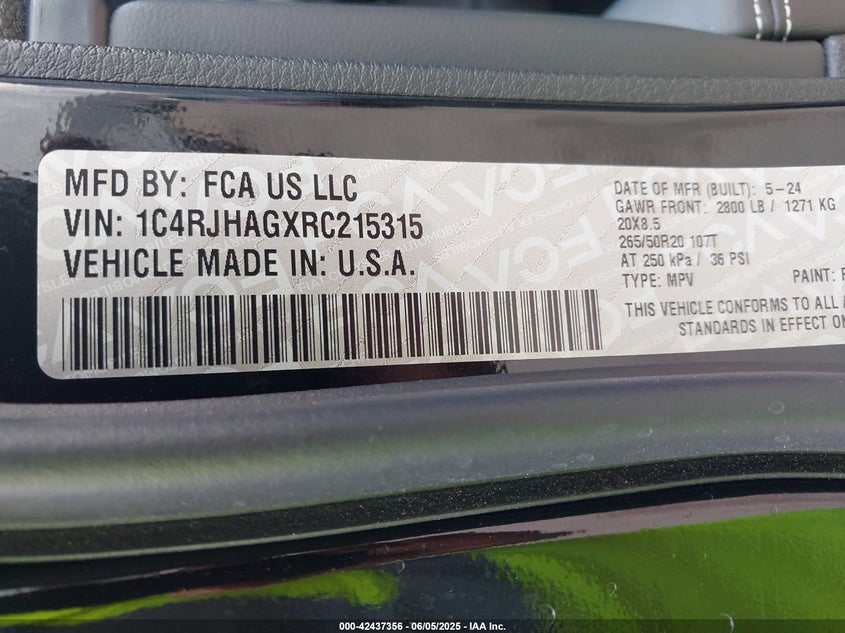 MFD BY: FCA US LLC
VIN: 1C4RJHAGXRC215315
VEHICLE MADE IN: U.S.A.
DATE OF MFR (BUILT): 5-24
GAWR FRONT: 2800 LB / 1271 KG
20X8.5
265/50R20 107T
AT 250 kPa / 36 PSI
TYPE: MPV PAINT:
THIS VEHICLE CONFORMS TO ALL
STANDARDS IN EFFECT ON
000-42437356 - 06/05/2025 - IAA Inc.